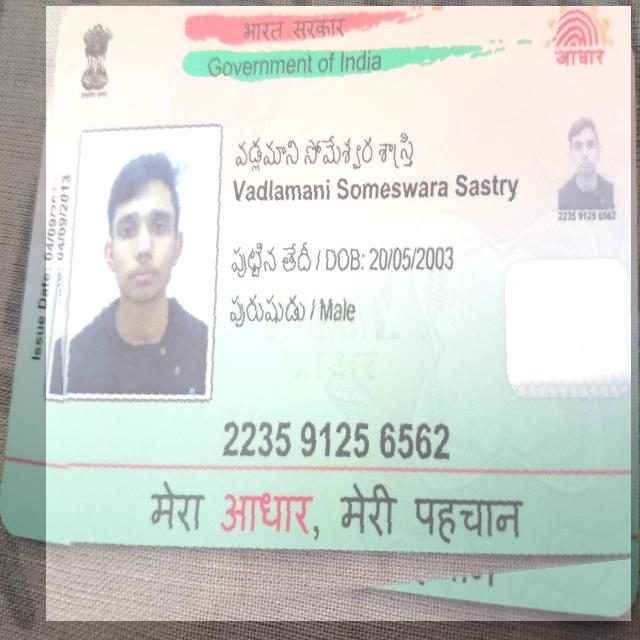 भारत सरकार
Government of India
आधार
వడ్లమాని సోమేశ్వర శాస్త్రి
Vadlamani Someswara Sastry
2235 9125 6562
పుట్టిన తేదీ / DOB: 20/05/2003
పురుషుడు / Male
Issue Date: 04/09/2013
2235 9125 6562
मेरा आधार, मेरी पहचान